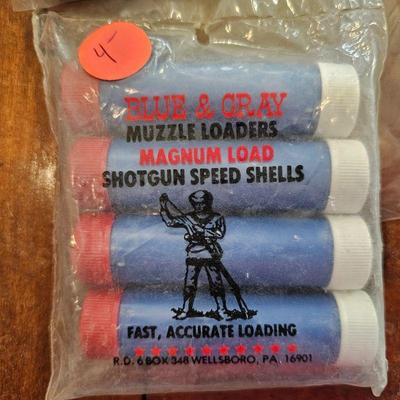 4-
BLUE & GRAY
MUZZLE LOADERS
MAGNUM LOAD
SHOTGUN SPEED SHELLS
FAST, ACCURATE LOADING
R.D. 6 BOX 348 WELLSBORO, PA. 16901